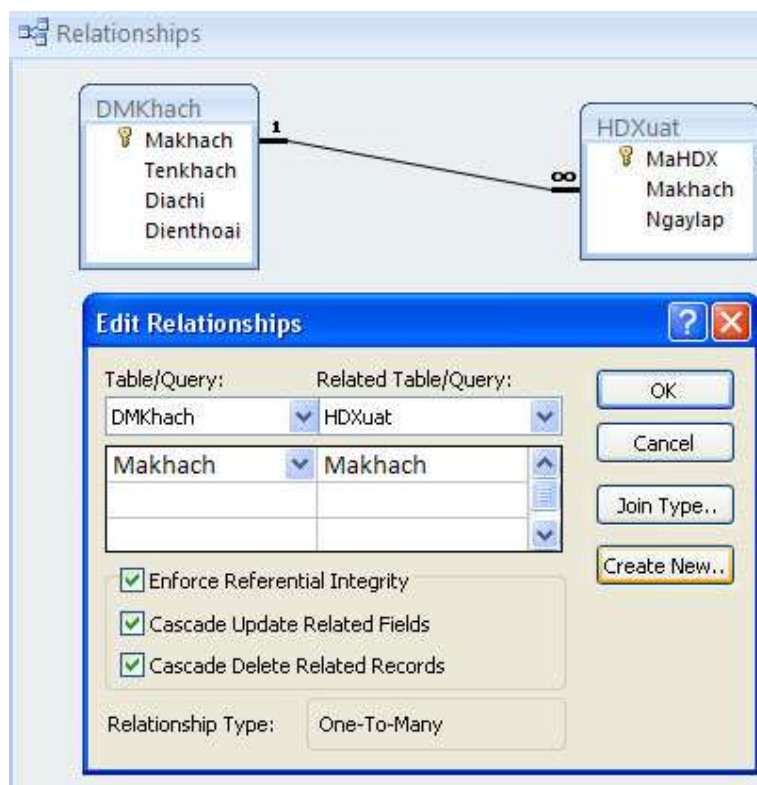 Relationships
DMKhach
Makhach
Tenkhach
Diachi
Dienthoai
1
∞
HDXuat
MaHDX
Makhach
Ngaylap
Edit Relationships
Table/Query:
Related Table/Query:
DMKhach
HDXuat
Makhach
Makhach
Enforce Referential Integrity
Cascade Update Related Fields
Cascade Delete Related Records
Relationship Type:
One-To-Many
OK
Cancel
Join Type..
Create New..